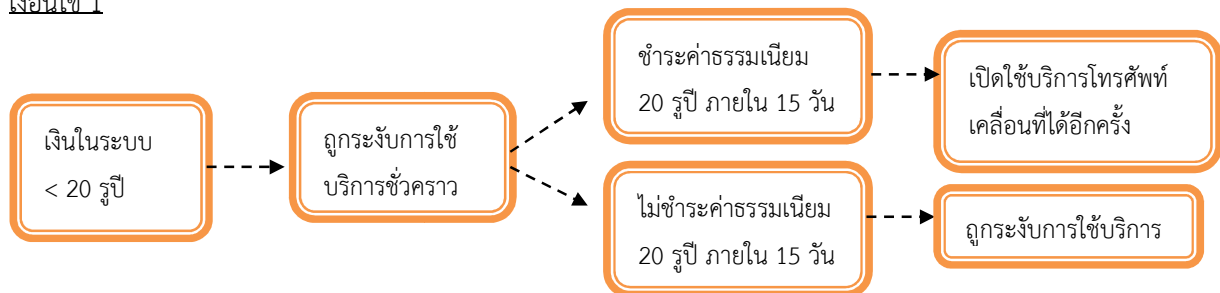 เงื่อนไข 1
เงินในระบบ
< 20 รูปี
ถูกระงับการใช้
บริการชั่วคราว
ชำระค่าธรรมเนียม
20 รูปี ภายใน 15 วัน
เปิดใช้บริการโทรศัพท์
เคลื่อนที่ได้อีกครั้ง
ไม่ชำระค่าธรรมเนียม
20 รูปี ภายใน 15 วัน
ถูกระงับการใช้บริการ